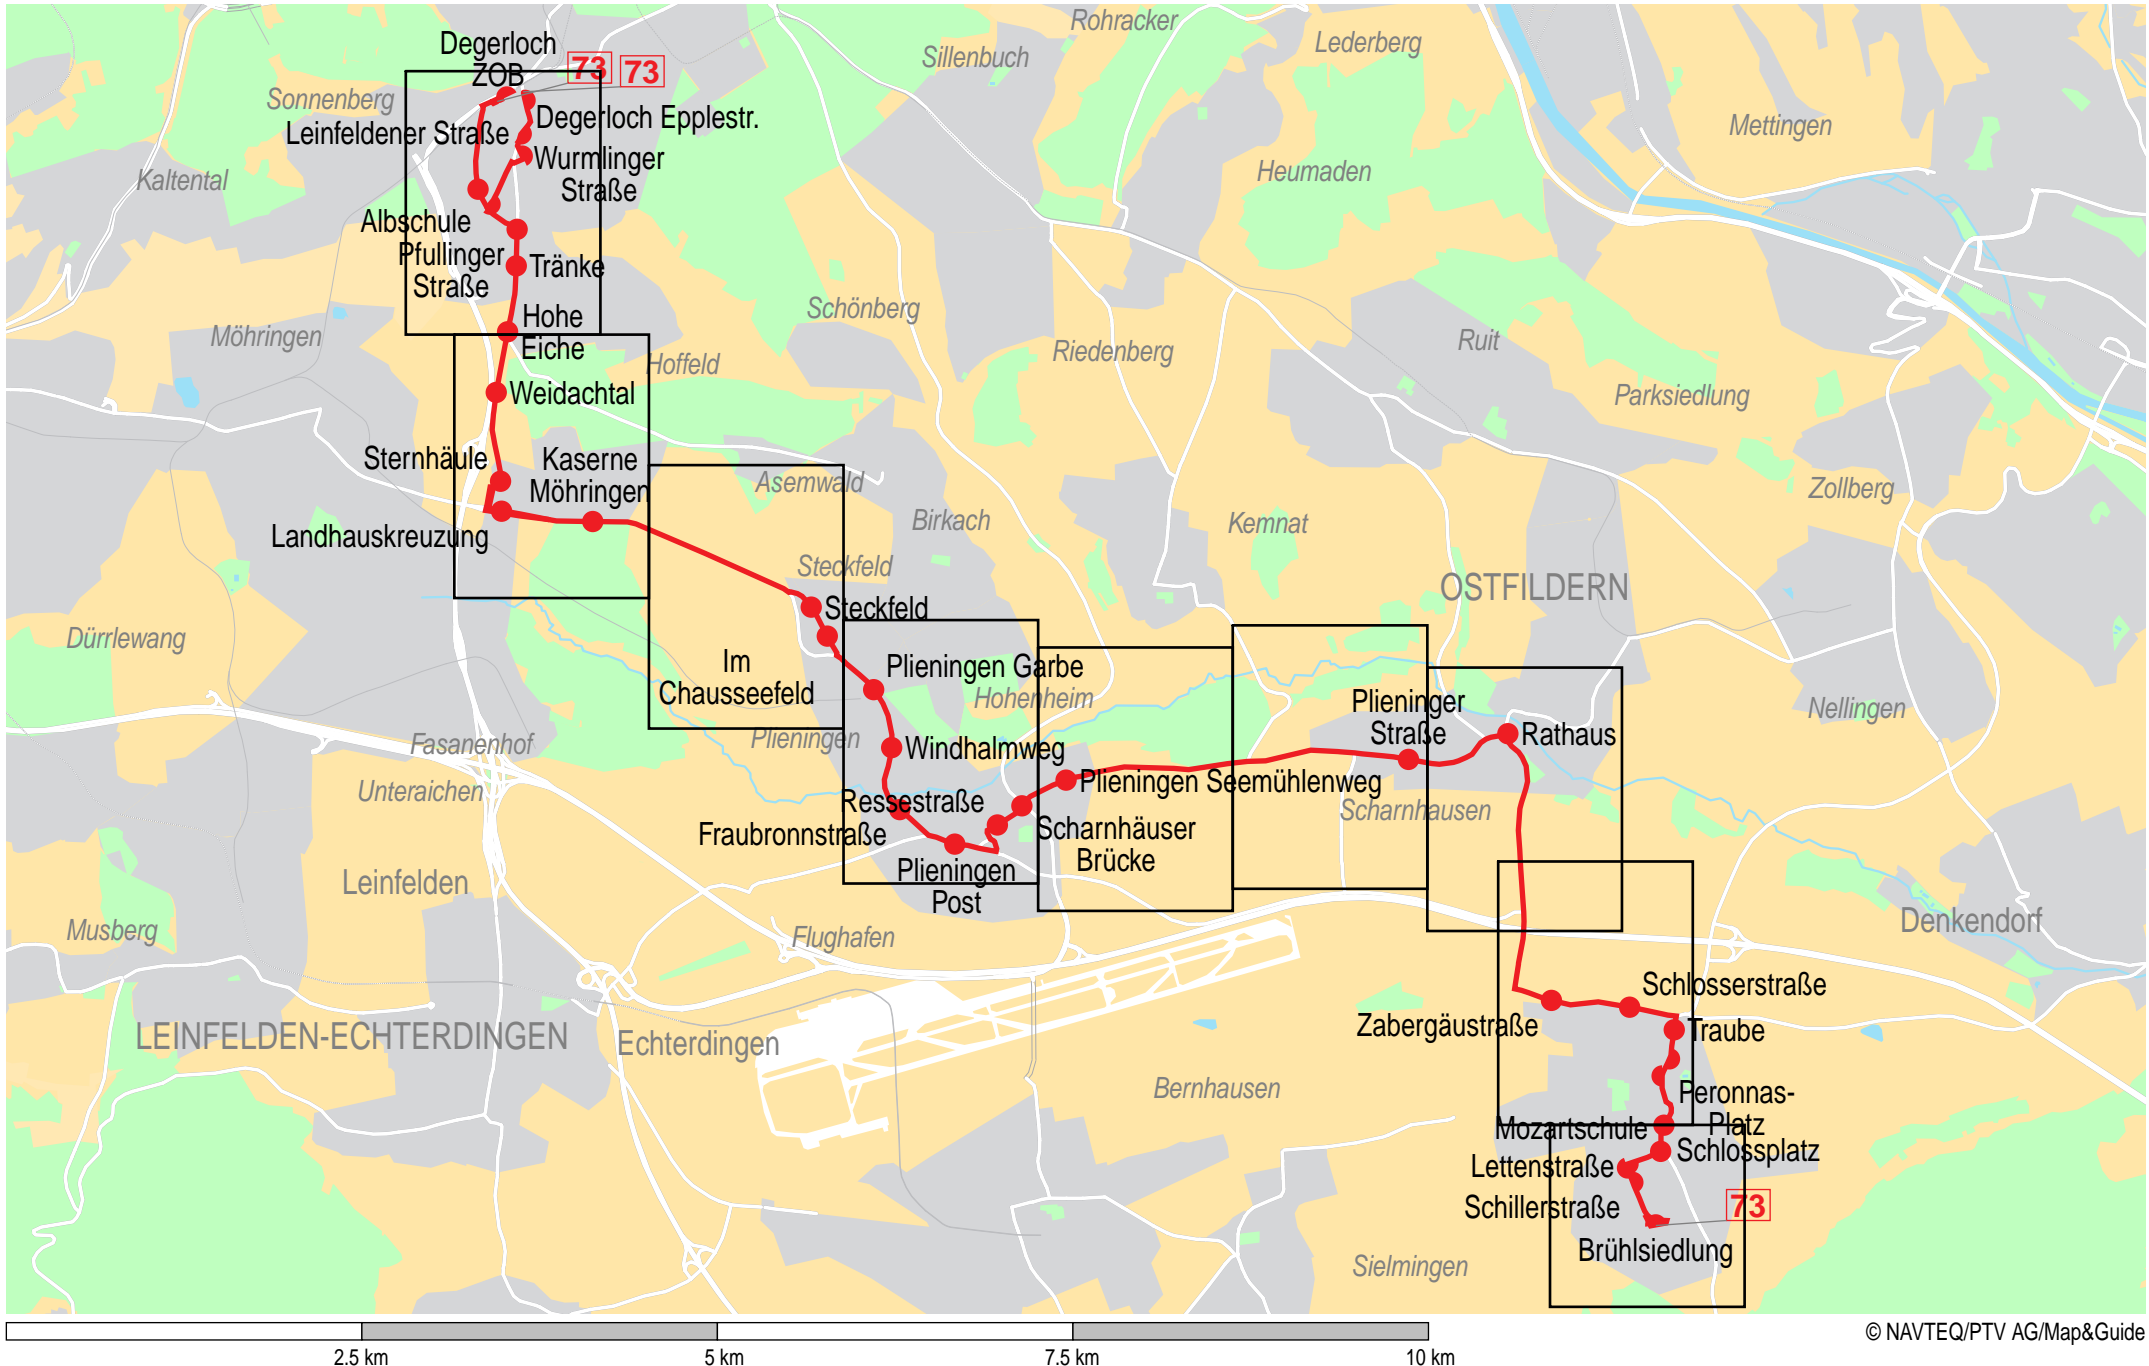 Rohracker
Degerloch
ZOB
73
73
Sillenbuch
Lederberg
Sonnenberg
Leinfeldener Straße
Degerloch Epplestr.
Mettingen
Wurmlinger
Straße
Kaltental
Heumaden
Albschule
Pfullinger
Straße
Tränke
Schönberg
Hohe
Eiche
Möhringen
Hoffeld
Riedenberg
Ruit
Weidachtal
Parksiedlung
Sternhäule
Kaserne
Möhringen
Asemwald
Zollberg
Landhauskreuzung
Birkach
Kemnat
Steckfeld
OSTFILDERN
Steckfeld
Dürrlewang
Im
Chausseefeld
Plieningen Garbe
Hohenheim
Plieninger
Straße
Nellingen
Fasanenhof
Plieningen
Windhalmweg
Rathaus
Unteraichen
Ressestraße
Plieningen Seemühlenweg
Scharnhausen
Fraubronnstraße
Scharnhäuser
Brücke
Leinfelden
Plieningen
Post
Musberg
Flughafen
Denkendorf
Schlosserstraße
Zabergäustraße
Traube
LEINFELDEN-ECHTERDINGEN
Echterdingen
Bernhausen
Peronnas-
Platz
Mozartschule
Schlossplatz
Lettenstraße
Schillerstraße
73
Brühlsiedlung
Sielmingen
© NAVTEQ/PTV AG/Map&Guide
2.5 km
5 km
7.5 km
10 km